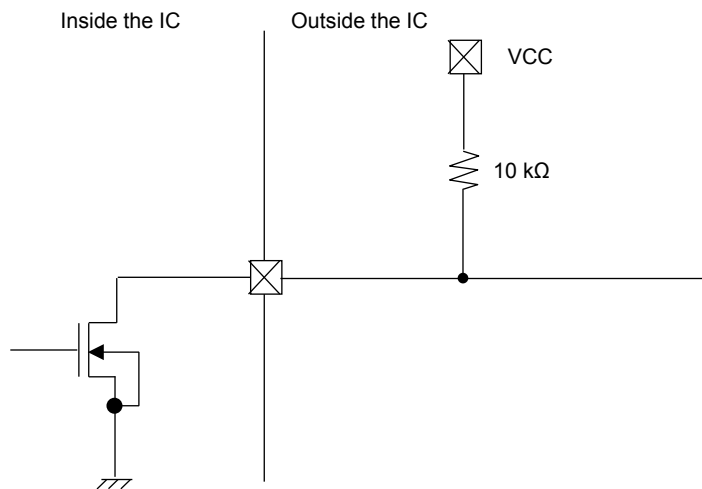 Inside the IC
Outside the IC
VCC
10 kΩ